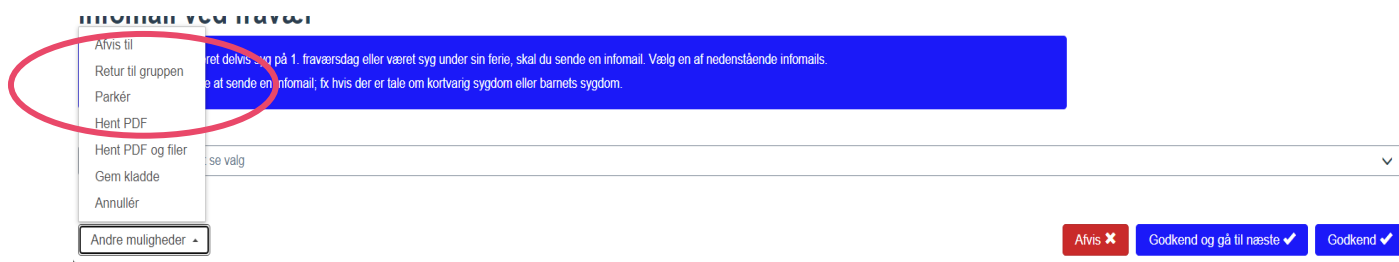 Infomail ved fravær
Afvis til
ret delvis syg på 1. fraværsdag eller været syg under sin ferie, skal du sende en infomail. Vælg en af nedenstående infomails.
Retur til gruppen
e at sende en infomail; fx hvis der er tale om kortvarig sygdom eller barnets sygdom.
Parkér
Hent PDF
Hent PDF og filer
se valg
Gem kladde
Annullér
Andre muligheder
Afvis ✖
Godkend og gå til næste ✔
Godkend ✔